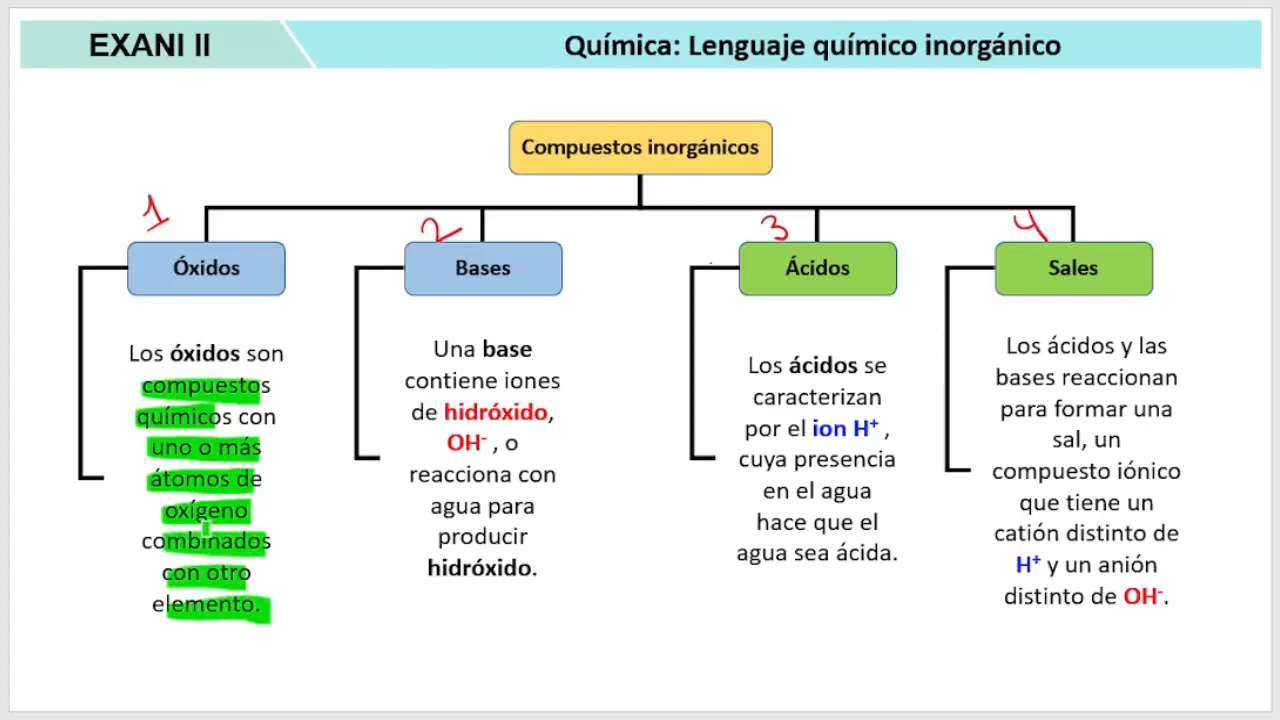 EXANI II
Química: Lenguaje químico inorgánico
Compuestos inorgánicos
1
2
3
4
Óxidos
Bases
Ácidos
Sales
Los óxidos son
compuestos
químicos con
uno o más
átomos de
oxígeno
combinados
con otro
elemento.
Una base
contiene iones
de hidróxido,
OH⁻ , o
reacciona con
agua para
producir
hidróxido.
Los ácidos se
caracterizan
por el ion H⁺ ,
cuya presencia
en el agua
hace que el
agua sea ácida.
Los ácidos y las
bases reaccionan
para formar una
sal, un
compuesto iónico
que tiene un
catión distinto de
H⁺ y un anión
distinto de OH⁻.